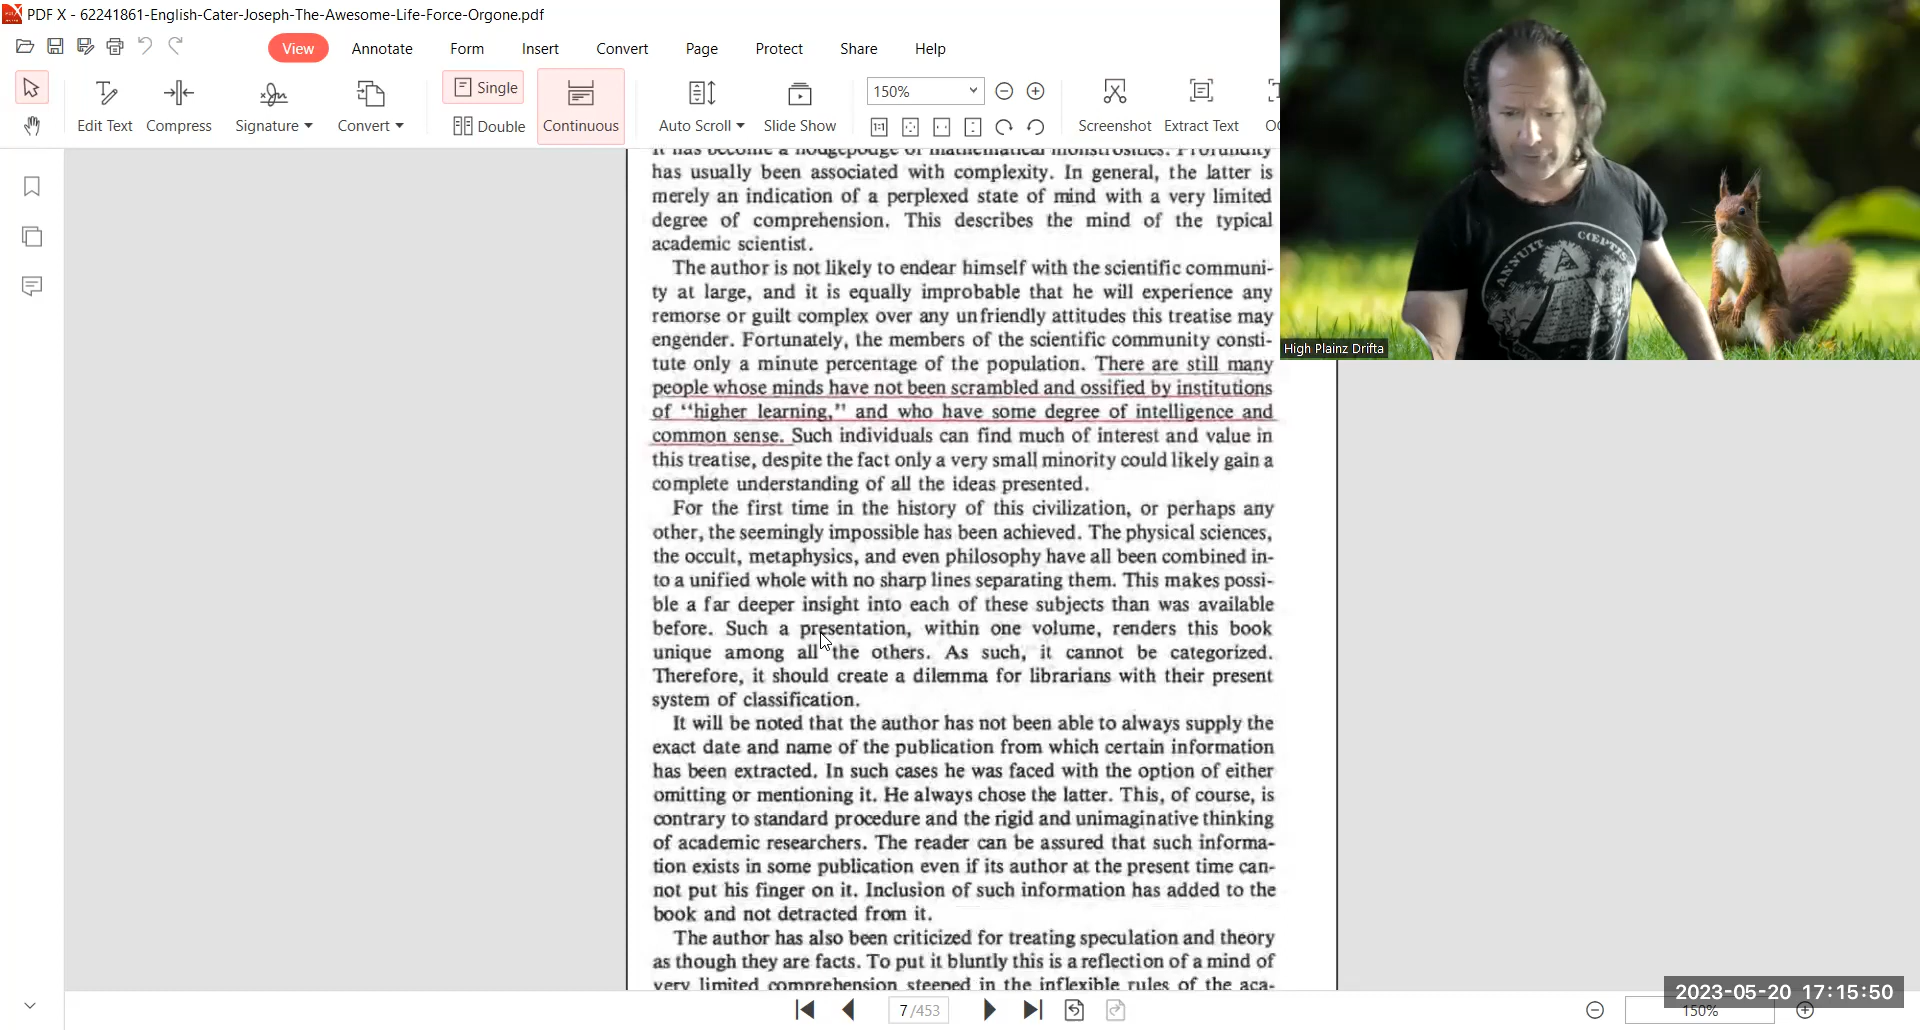 PDF X - 62241861-English-Cater-Joseph-The-Awesome-Life-Force-Orgone.pdf
View Annotate Form Insert Convert Page Protect Share Help
Edit Text Compress Signature Convert Single Double Continuous Auto Scroll Slide Show 150% Screenshot Extract Text
High Plainz Drifta
ANNUIT CŒPTIS
it has become a hodgepodge of mathematical monstrosities. Profundity
has usually been associated with complexity. In general, the latter is
merely an indication of a perplexed state of mind with a very limited
degree of comprehension. This describes the mind of the typical
academic scientist.
The author is not likely to endear himself with the scientific communi-
ty at large, and it is equally improbable that he will experience any
remorse or guilt complex over any unfriendly attitudes this treatise may
engender. Fortunately, the members of the scientific community consti-
tute only a minute percentage of the population. There are still many
people whose minds have not been scrambled and ossified by institutions
of "higher learning," and who have some degree of intelligence and
common sense. Such individuals can find much of interest and value in
this treatise, despite the fact only a very small minority could likely gain a
complete understanding of all the ideas presented.
For the first time in the history of this civilization, or perhaps any
other, the seemingly impossible has been achieved. The physical sciences,
the occult, metaphysics, and even philosophy have all been combined in-
to a unified whole with no sharp lines separating them. This makes possi-
ble a far deeper insight into each of these subjects than was available
before. Such a presentation, within one volume, renders this book
unique among all the others. As such, it cannot be categorized.
Therefore, it should create a dilemma for librarians with their present
system of classification.
It will be noted that the author has not been able to always supply the
exact date and name of the publication from which certain information
has been extracted. In such cases he was faced with the option of either
omitting or mentioning it. He always chose the latter. This, of course, is
contrary to standard procedure and the rigid and unimaginative thinking
of academic researchers. The reader can be assured that such informa-
tion exists in some publication even if its author at the present time can-
not put his finger on it. Inclusion of such information has added to the
book and not detracted from it.
The author has also been criticized for treating speculation and theory
as though they are facts. To put it bluntly this is a reflection of a mind of
very limited comprehension steeped in the inflexible rules of the aca-
7 /453
2023-05-20 17:15:50
150%